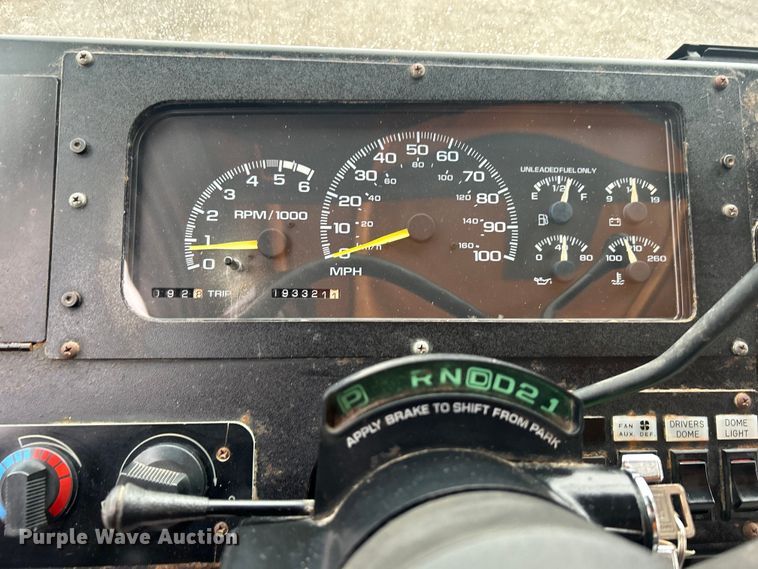 UNLEADED FUEL ONLY
1/2
E F
9 14 19
0 40 80
100 210 260
0 1 2 3 4 5 6
RPM/1000
0 10 20 30 40 50 60 70 80 90 100
20 40 60 80 100 120 140 160
km/h
MPH
TRIP
P R N D D 2 1
APPLY BRAKE TO SHIFT FROM PARK
FAN
AUX. DEF.
DRIVERS
DOME
DOME
LIGHT
Purple Wave Auction